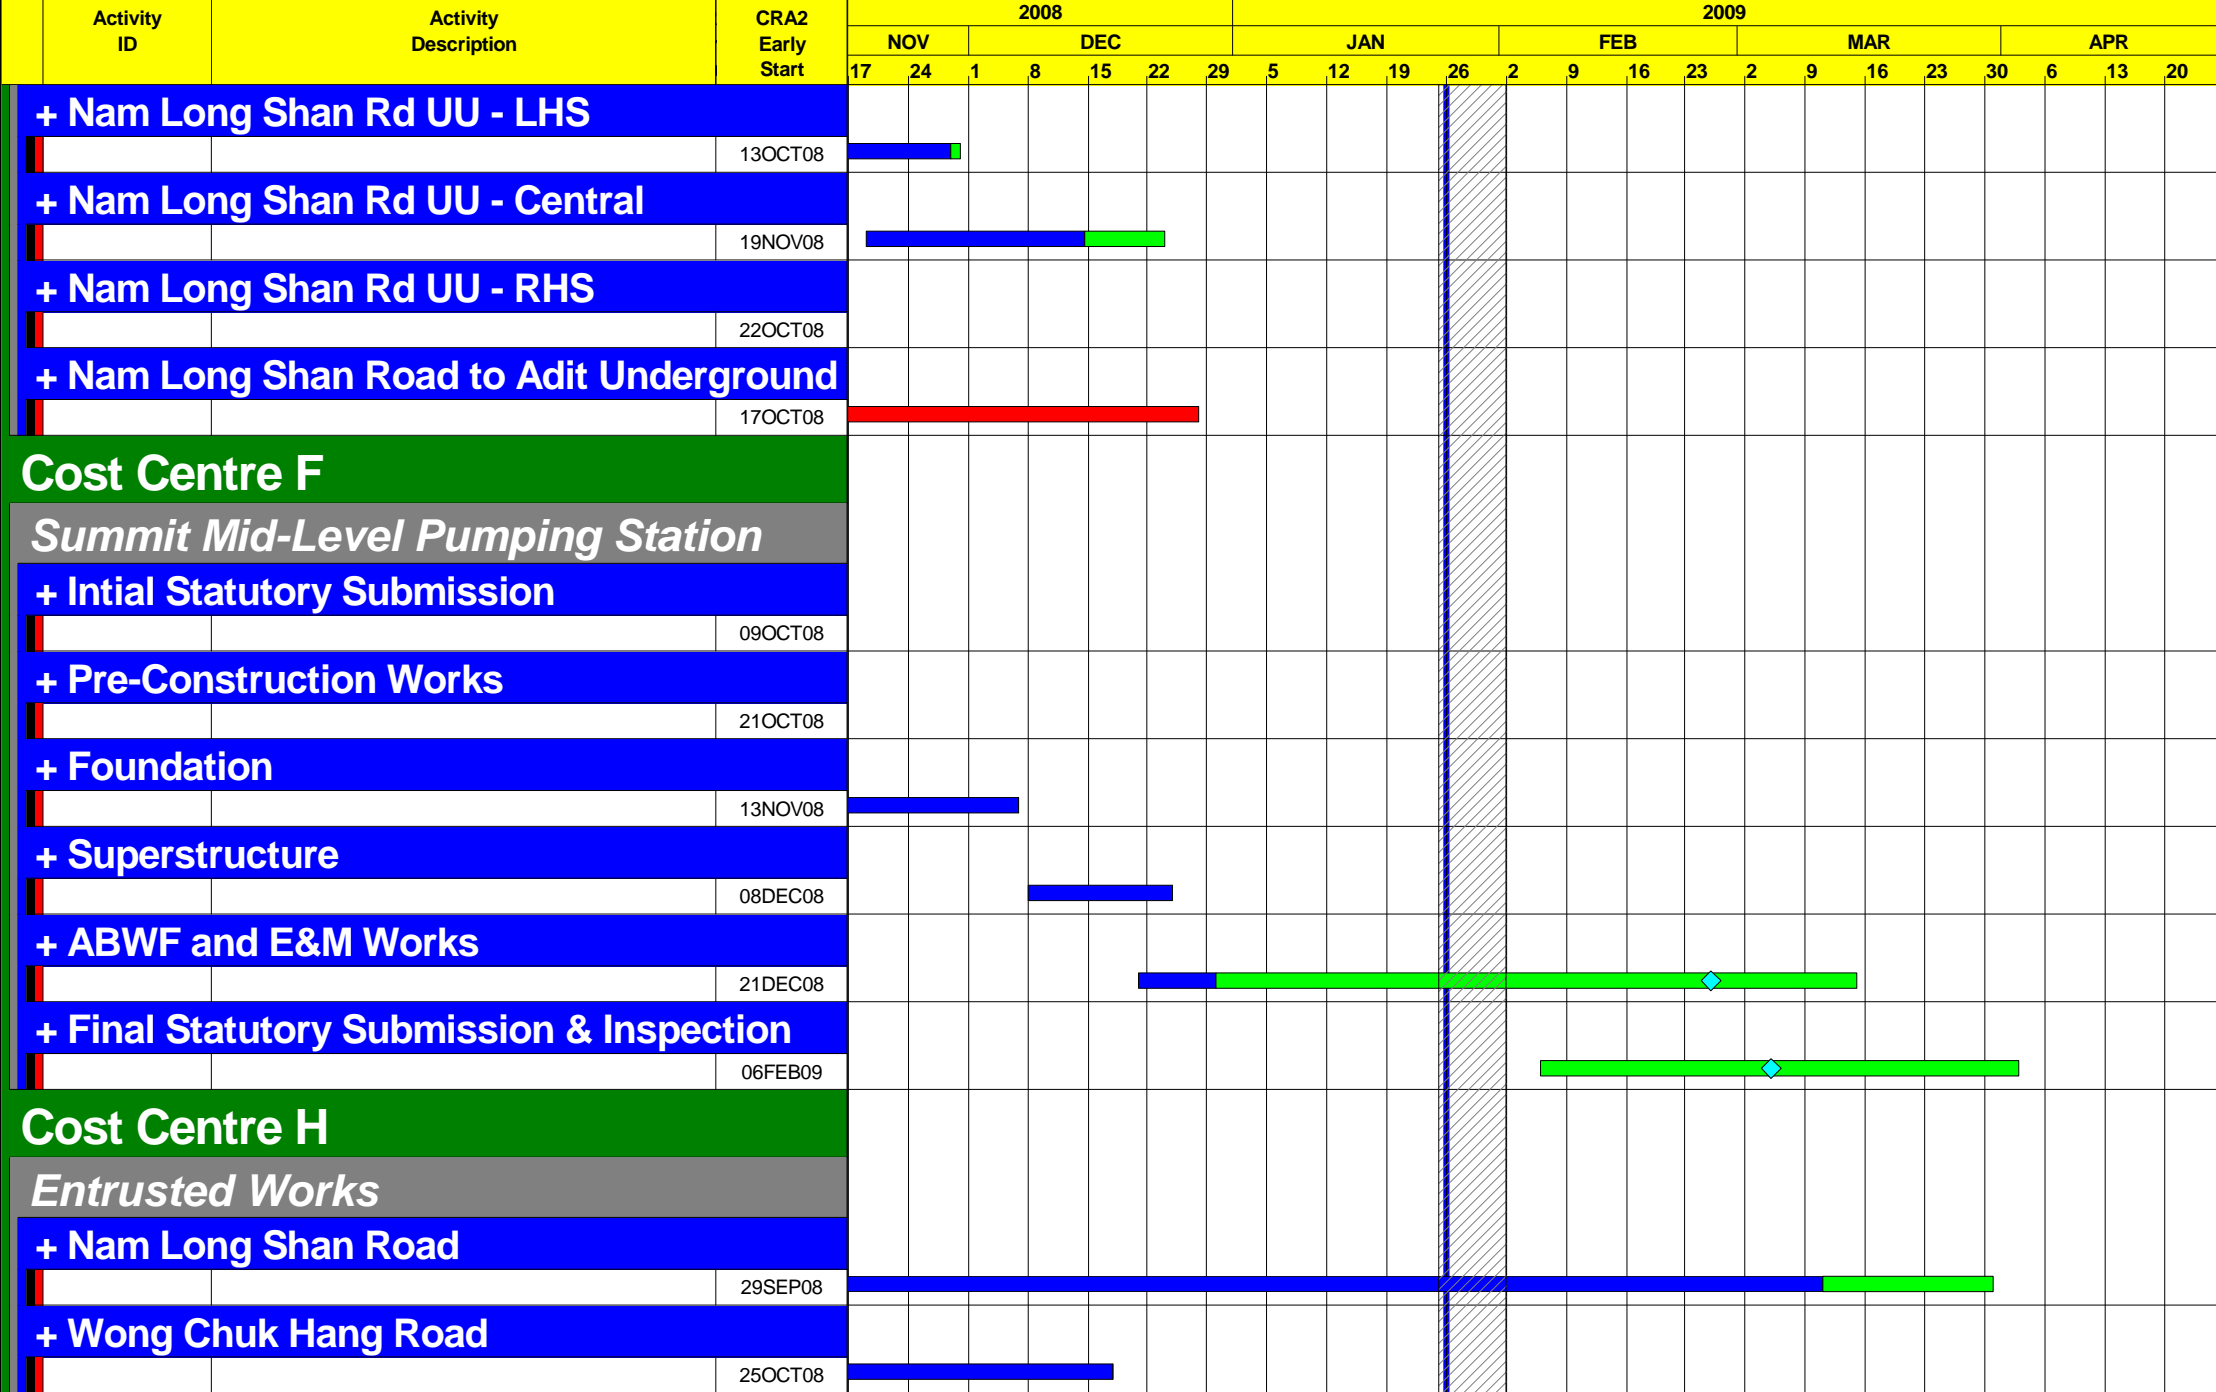 Activity ID
Activity Description
CRA2 Early Start
2008 2009
NOV DEC JAN FEB MAR APR
17 24 1 8 15 22 29 5 12 19 26 2 9 16 23 2 9 16 23 30 6 13 20
+ Nam Long Shan Rd UU - LHS
13OCT08
+ Nam Long Shan Rd UU - Central
19NOV08
+ Nam Long Shan Rd UU - RHS
22OCT08
+ Nam Long Shan Road to Adit Underground
17OCT08
Cost Centre F
Summit Mid-Level Pumping Station
+ Intial Statutory Submission
09OCT08
+ Pre-Construction Works
21OCT08
+ Foundation
13NOV08
+ Superstructure
08DEC08
+ ABWF and E&M Works
21DEC08
+ Final Statutory Submission & Inspection
06FEB09
Cost Centre H
Entrusted Works
+ Nam Long Shan Road
29SEP08
+ Wong Chuk Hang Road
25OCT08